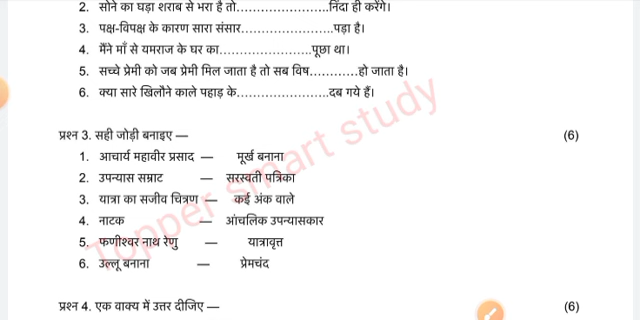 2. सोने का घड़ा शराब से भरा है तो.......................निंदा ही करेंगे।
3. पक्ष-विपक्ष के कारण सारा संसार.......................पड़ा है।
4. मैंने माँ से यमराज के घर का.......................पूछा था।
5. सच्चे प्रेमी को जब प्रेमी मिल जाता है तो सब विष............हो जाता है।
6. क्या सारे खिलौने काले पहाड़ के.......................दब गये हैं।
प्रश्न 3. सही जोड़ी बनाइए — (6)
1. आचार्य महावीर प्रसाद — मूर्ख बनाना
2. उपन्यास सम्राट — सरस्वती पत्रिका
3. यात्रा का सजीव चित्रण — कई अंक वाले
4. नाटक — आंचलिक उपन्यासकार
5. फणीश्वर नाथ रेणु — यात्रावृत्त
6. उल्लू बनाना — प्रेमचंद
प्रश्न 4. एक वाक्य में उत्तर दीजिए — (6)
Topper smart study